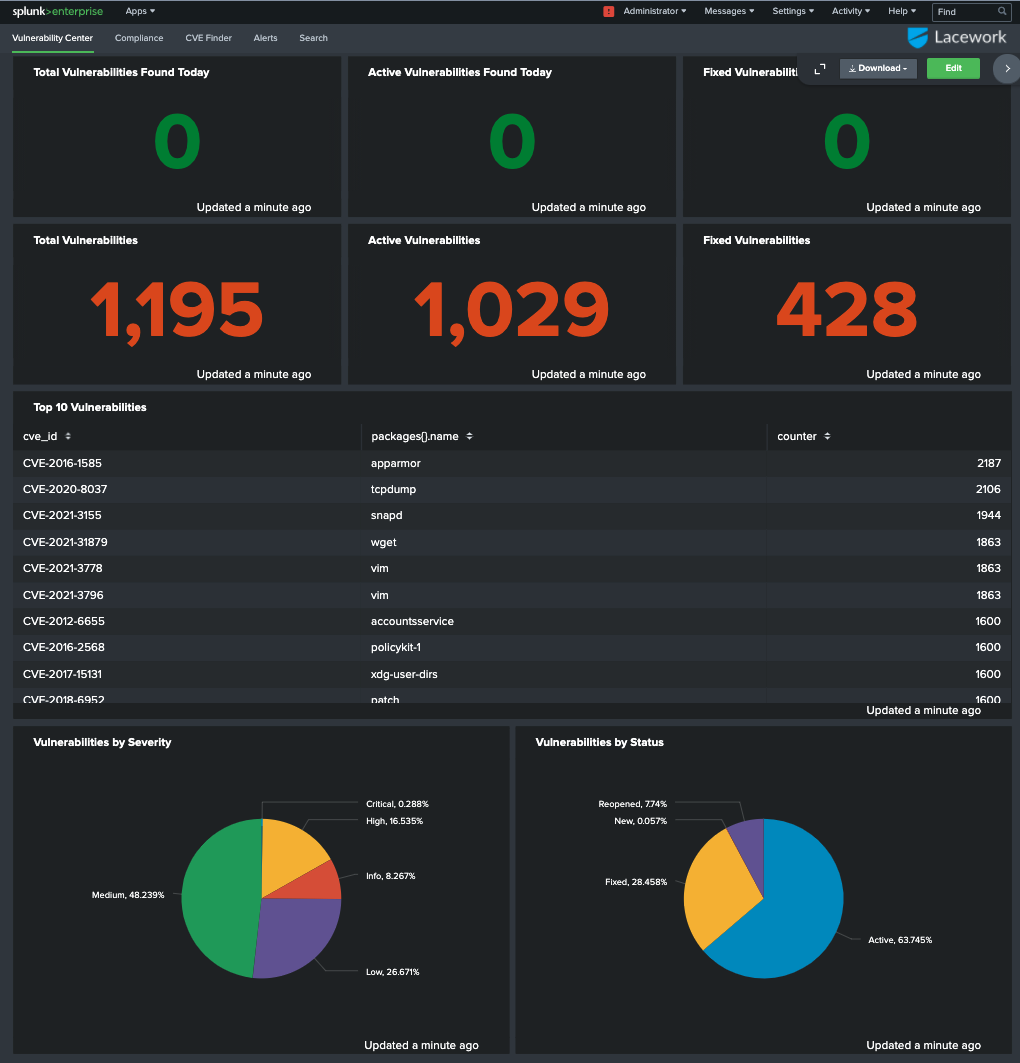 splunk>enterprise Apps ▾ ! Administrator ▾ Messages ▾ Settings ▾ Activity ▾ Help ▾ Find
Vulnerability Center Compliance CVE Finder Alerts Search Lacework
Download Edit
Total Vulnerabilities Found Today Active Vulnerabilities Found Today Fixed Vulnerabiliti
0 0 0
Updated a minute ago Updated a minute ago Updated a minute ago
Total Vulnerabilities Active Vulnerabilities Fixed Vulnerabilities
1,195 1,029 428
Updated a minute ago Updated a minute ago Updated a minute ago
Top 10 Vulnerabilities
cve_id packages{}.name counter
CVE-2016-1585 apparmor 2187
CVE-2020-8037 tcpdump 2106
CVE-2021-3155 snapd 1944
CVE-2021-31879 wget 1863
CVE-2021-3778 vim 1863
CVE-2021-3796 vim 1863
CVE-2012-6655 accountsservice 1600
CVE-2016-2568 policykit-1 1600
CVE-2017-15131 xdg-user-dirs 1600
CVE-2018-6952 patch 1600
Updated a minute ago
Vulnerabilities by Severity Vulnerabilities by Status
Critical, 0.288% Reopened, 7.74%
High, 16.535% New, 0.057%
Info, 8.267% Fixed, 28.458%
Medium, 48.239%
Active, 63.745%
Low, 26.671%
Updated a minute ago Updated a minute ago